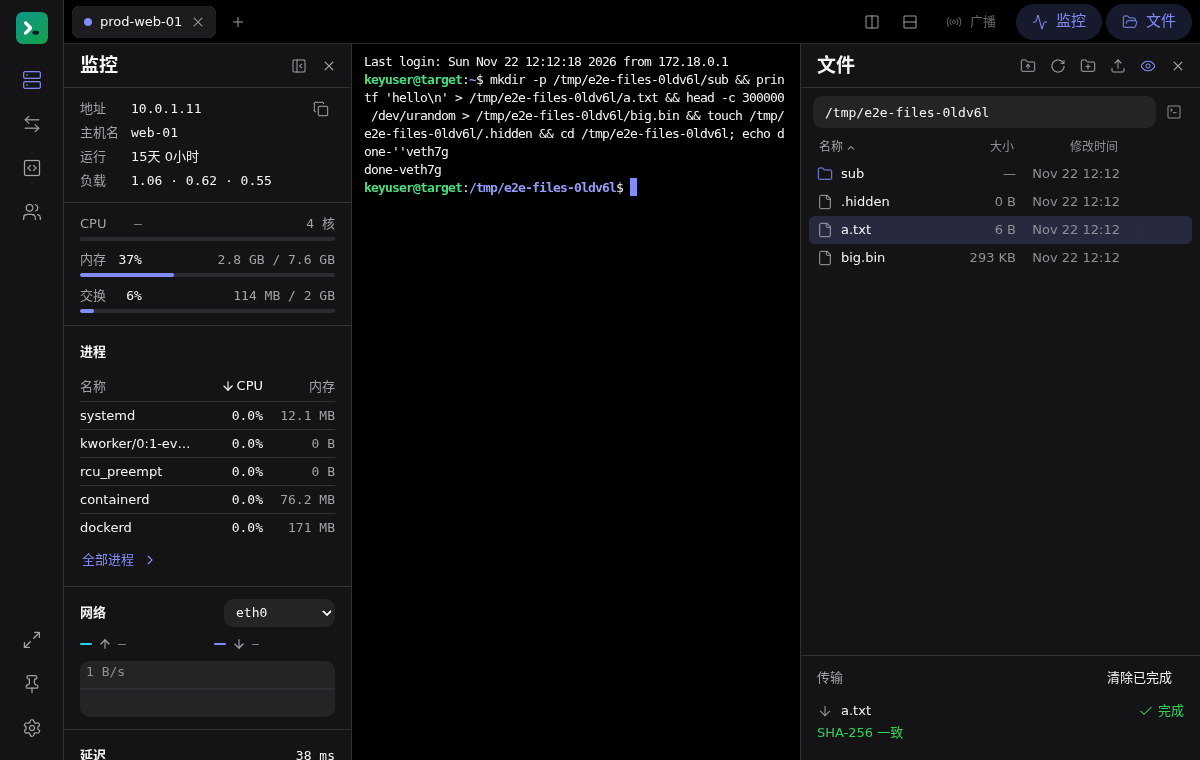 prod-web-01
广播
监控
文件
监控
地址 10.0.1.11
主机名 web-01
运行 15天 0小时
负载 1.06 · 0.62 · 0.55
CPU — 4 核
内存 37% 2.8 GB / 7.6 GB
交换 6% 114 MB / 2 GB
进程
名称 CPU 内存
systemd 0.0% 12.1 MB
kworker/0:1-ev… 0.0% 0 B
rcu_preempt 0.0% 0 B
containerd 0.0% 76.2 MB
dockerd 0.0% 171 MB
全部进程
网络 eth0
— —
1 B/s
延迟 38 ms
Last login: Sun Nov 22 12:12:18 2026 from 172.18.0.1
keyuser@target:~$ mkdir -p /tmp/e2e-files-0ldv6l/sub && prin
tf 'hello\n' > /tmp/e2e-files-0ldv6l/a.txt && head -c 300000
 /dev/urandom > /tmp/e2e-files-0ldv6l/big.bin && touch /tmp/
e2e-files-0ldv6l/.hidden && cd /tmp/e2e-files-0ldv6l; echo d
one-''veth7g
done-veth7g
keyuser@target:/tmp/e2e-files-0ldv6l$
文件
/tmp/e2e-files-0ldv6l
名称 大小 修改时间
sub — Nov 22 12:12
.hidden 0 B Nov 22 12:12
a.txt 6 B Nov 22 12:12
big.bin 293 KB Nov 22 12:12
传输 清除已完成
a.txt 完成
SHA-256 一致